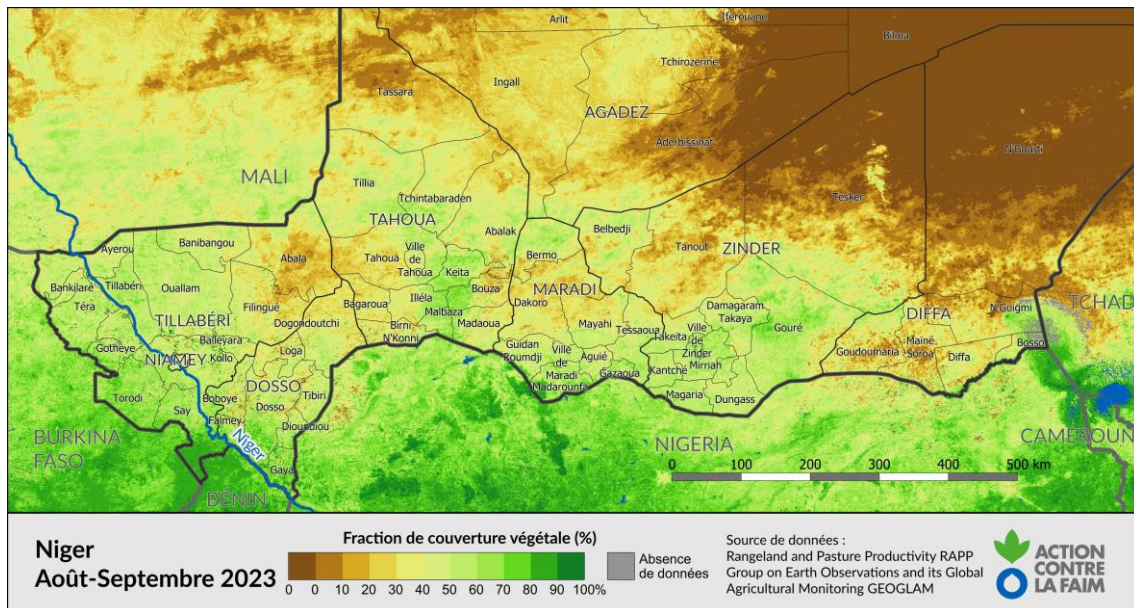 Arlit
Iférouane
Bilma
Tchirozerine
Ingall
Tassara
AGADEZ
Aderbissinat
N'Gourti
MALI
Tillia
Tchintabaraden
Tesker
TAHOUA
Abalak
Belbedji
Tanout
ZINDER
Ayerou
Banibangou
Abala
Tahoua
Ville
de
Tahoua
Keita
Bermo
Bankilaré
Tillabéri
Ouallam
Bouza
MARADI
Téra
Filingué
Bagaroua
Illéla
Dakoro
Damagaram
Takaya
DIFFA
N'Guigmi
TCHAD
TILLABÉRI
Dogondoutchi
Malbaza
Birni
N'Konni
Madaoua
Mayahi
Tessaoua
Takeita
Ville
de
Zinder
Gouré
Mainé
Soroa
Bosso
Gothèye
Balleyara
NIAMEY
Kollo
Loga
Guidan
Roumdji
Ville
de
Maradi
Aguié
Mirriah
Goudoumaria
Diffa
Torodi
Say
Boboye
DOSSO
Tibiri
Dosso
Madarounfa
Gazaoua
Kantché
Magaria
Dungass
Falmey
Dioundiou
BURKINA
FASO
Niger
Gaya
NIGERIA
CAMEROUN
BÉNIN
0 100 200 300 400 500 km
Niger
Août-Septembre 2023
Fraction de couverture végétale (%)
0 0 10 20 30 40 50 60 70 80 90 100%
Absence
de données
Source de données :
Rangeland and Pasture Productivity RAPP
Group on Earth Observations and its Global
Agricultural Monitoring GEOGLAM
ACTION
CONTRE
LA FAIM